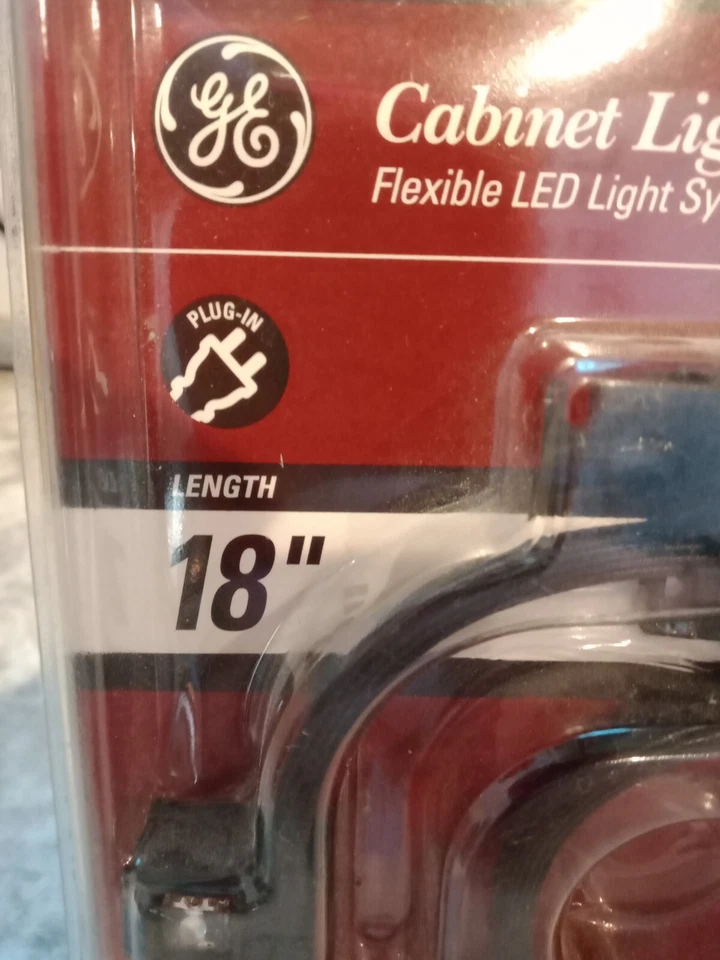 GE
Cabinet Lig
Flexible LED Light Sy
PLUG-IN
LENGTH
18"